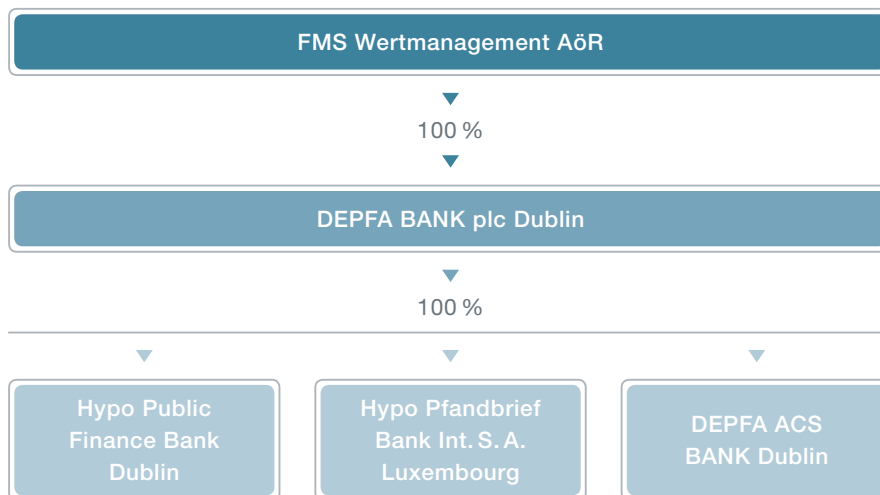 FMS Wertmanagement AöR
100 %
DEPFA BANK plc Dublin
100 %
Hypo Public
Finance Bank
Dublin
Hypo Pfandbrief
Bank Int. S. A.
Luxembourg
DEPFA ACS
BANK Dublin